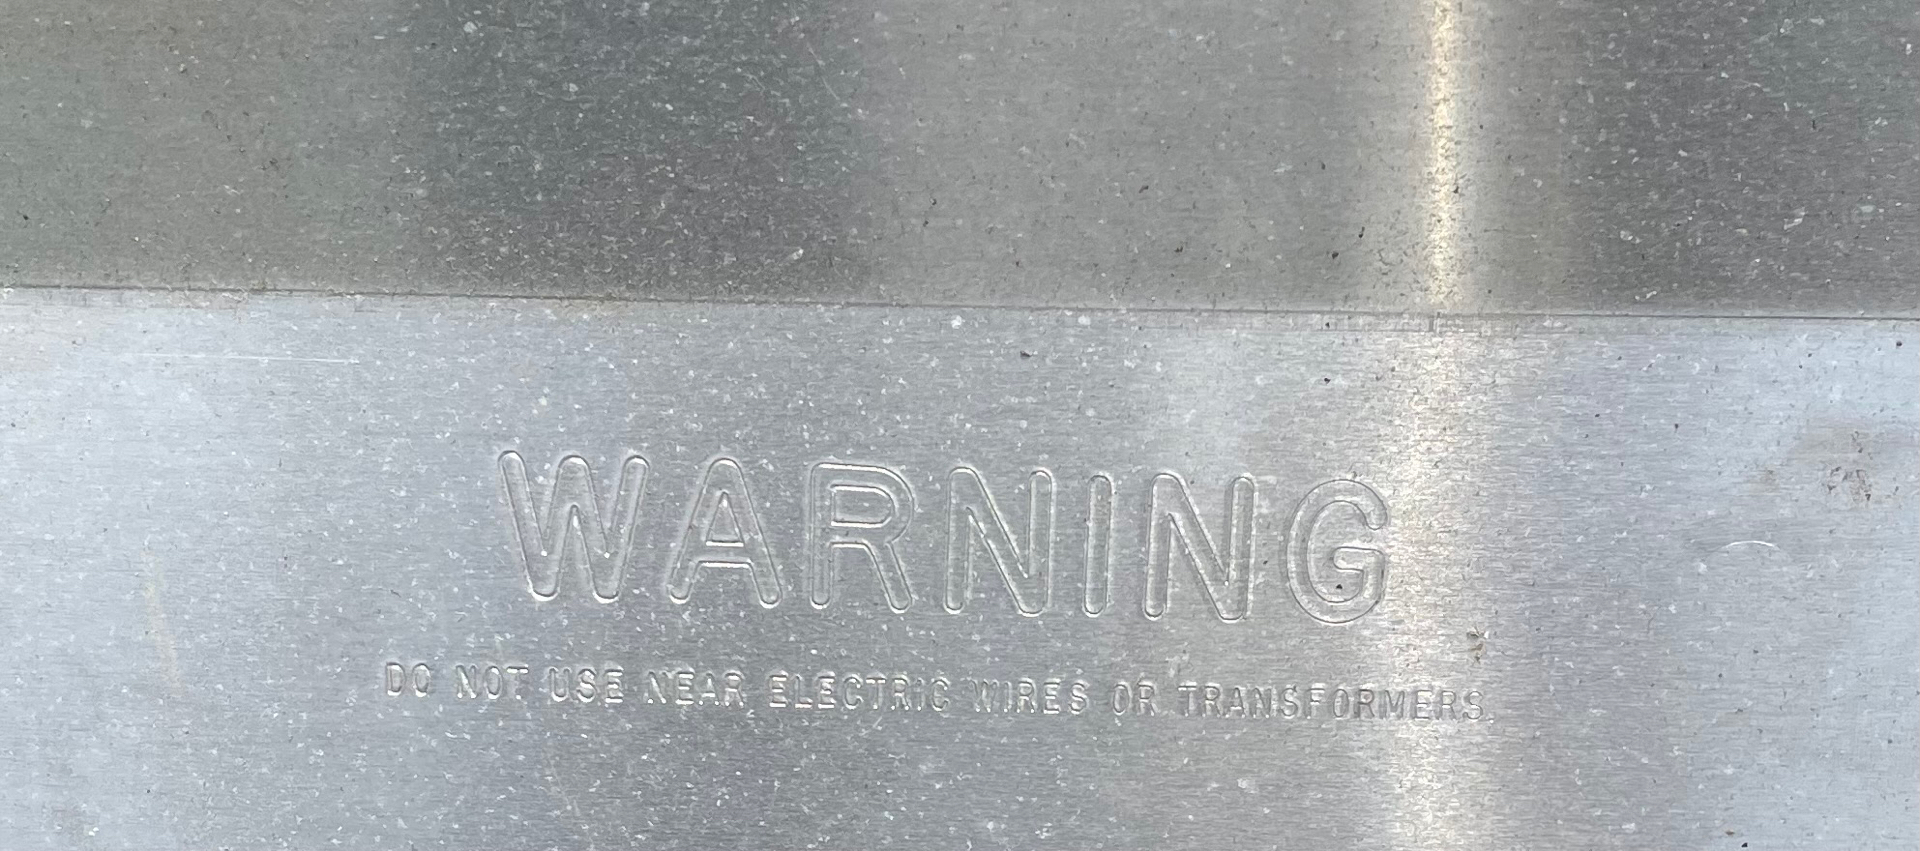 WARNING
DO NOT USE NEAR ELECTRIC WIRES OR TRANSFORMERS.